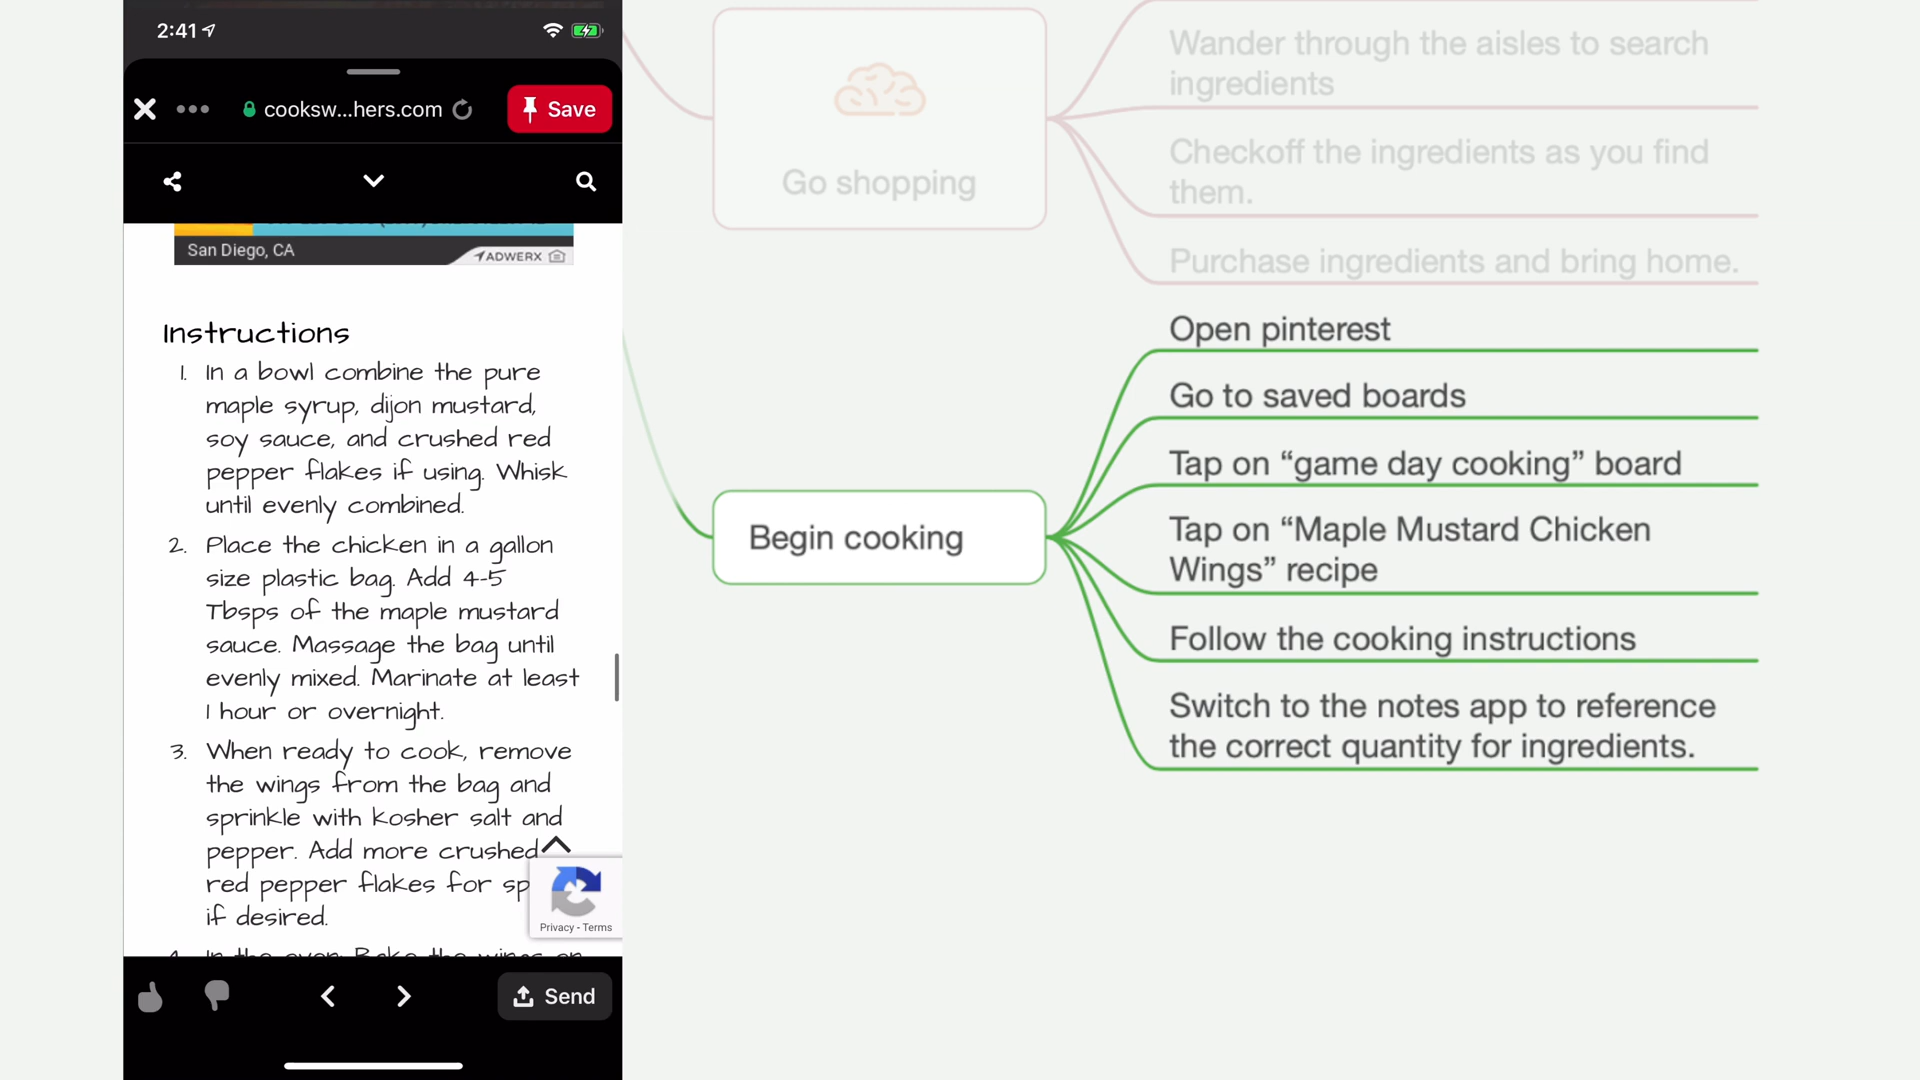 2:41
cooksw...hers.com
Save
San Diego, CA
ADWERX
Instructions
1. In a bowl combine the pure
maple syrup, dijon mustard,
soy sauce, and crushed red
pepper flakes if using. Whisk
until evenly combined.
2. Place the chicken in a gallon
size plastic bag. Add 4-5
Tbsps of the maple mustard
sauce. Massage the bag until
evenly mixed. Marinate at least
1 hour or overnight.
3. When ready to cook, remove
the wings from the bag and
sprinkle with kosher salt and
pepper. Add more crushed
red pepper flakes for sp
if desired.
4. In the oven: Bake the wings on
Privacy - Terms
Send
Go shopping
Wander through the aisles to search
ingredients
Checkoff the ingredients as you find
them.
Purchase ingredients and bring home.
Begin cooking
Open pinterest
Go to saved boards
Tap on “game day cooking” board
Tap on “Maple Mustard Chicken
Wings” recipe
Follow the cooking instructions
Switch to the notes app to reference
the correct quantity for ingredients.